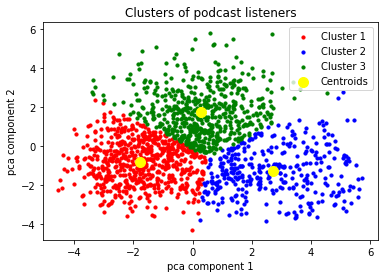 Clusters of podcast listeners
Cluster 1
Cluster 2
Cluster 3
Centroids
pca component 2
6
4
2
0
−2
−4
−4
−2
0
2
4
6
pca component 1